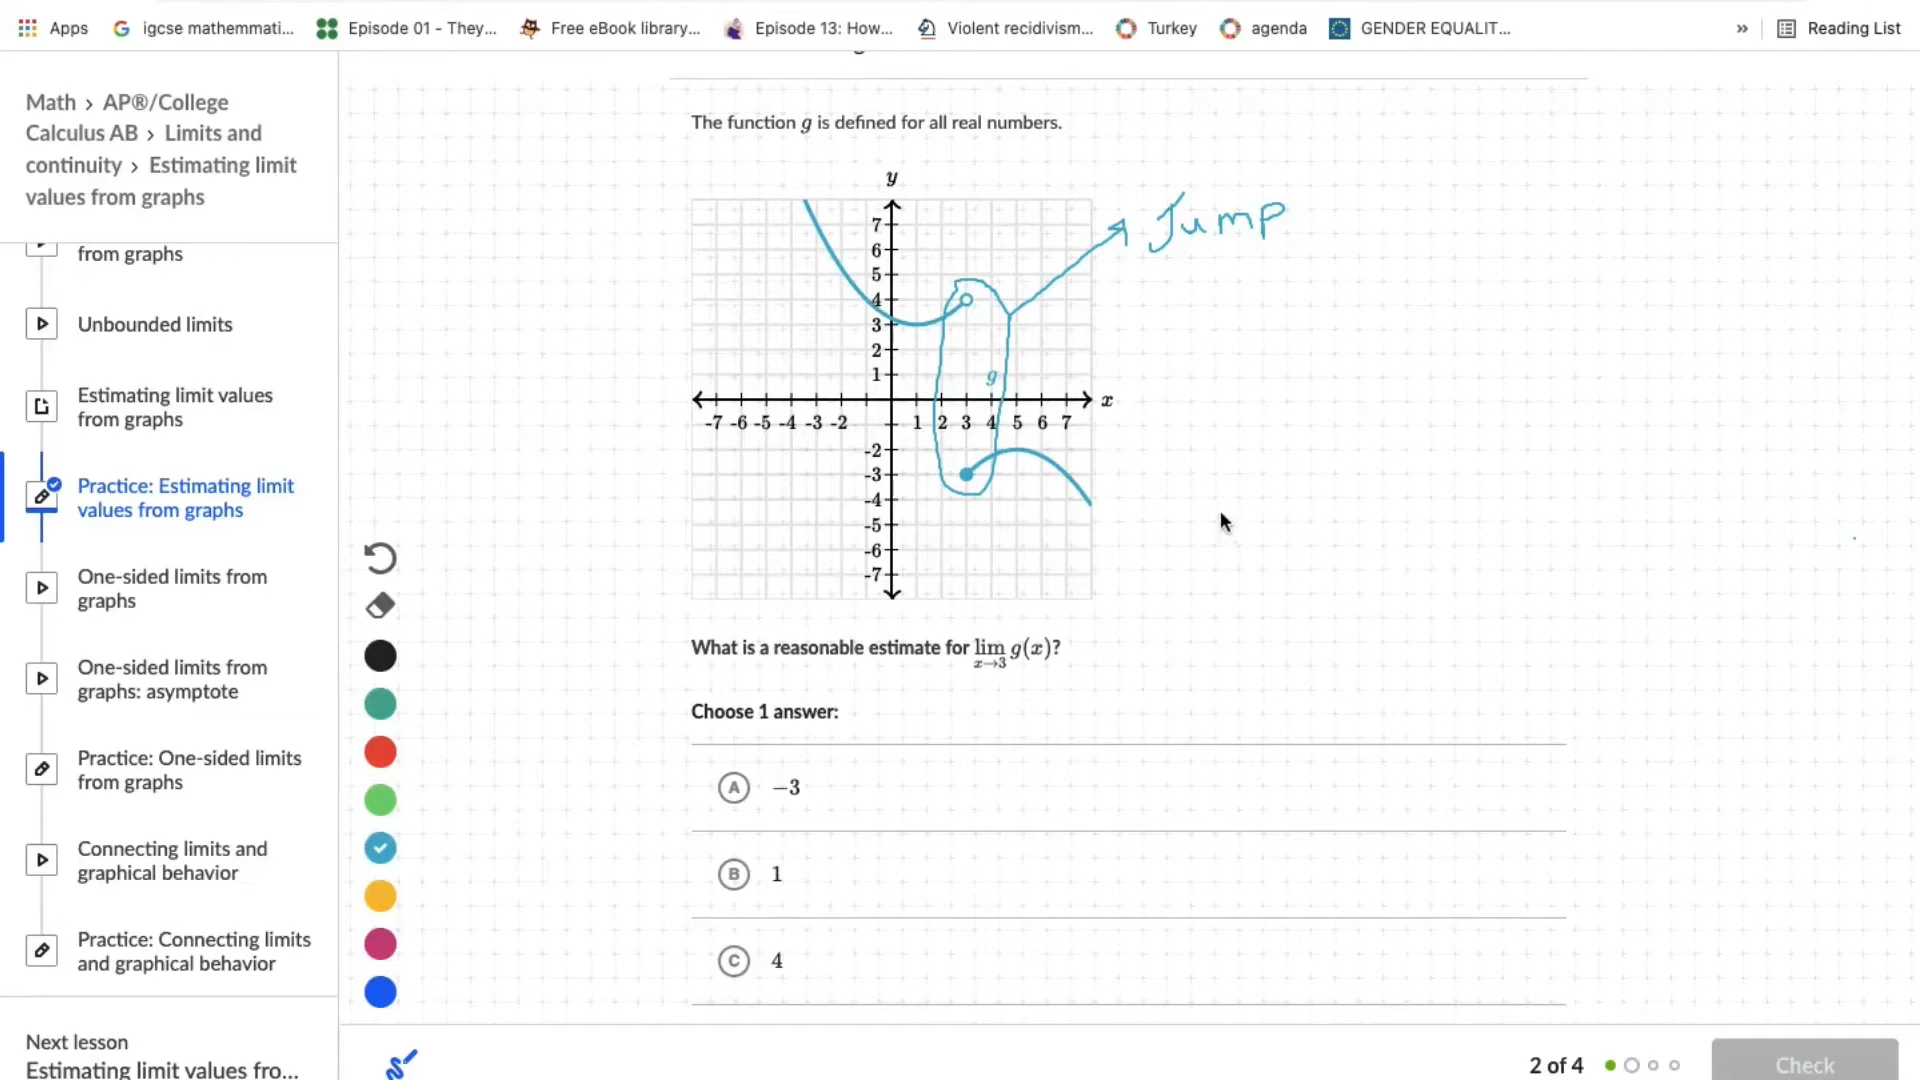 Apps igcse mathemmati... Episode 01 - They... Free eBook library... Episode 13: How... Violent recidivism... Turkey agenda GENDER EQUALIT... » Reading List
Math > AP®/College
Calculus AB > Limits and
continuity > Estimating limit
values from graphs
from graphs
Unbounded limits
Estimating limit values
from graphs
Practice: Estimating limit
values from graphs
One-sided limits from
graphs
One-sided limits from
graphs: asymptote
Practice: One-sided limits
from graphs
Connecting limits and
graphical behavior
Practice: Connecting limits
and graphical behavior
Next lesson
Estimating limit values fro...
The function g is defined for all real numbers.
y
Jump
7
6
5
4
3
2
1
g
x
-7 -6 -5 -4 -3 -2 1 2 3 4 5 6 7
-2
-3
-4
-5
-6
-7
What is a reasonable estimate for lim g(x)?
x→3
Choose 1 answer:
A −3
B 1
C 4
2 of 4 Check